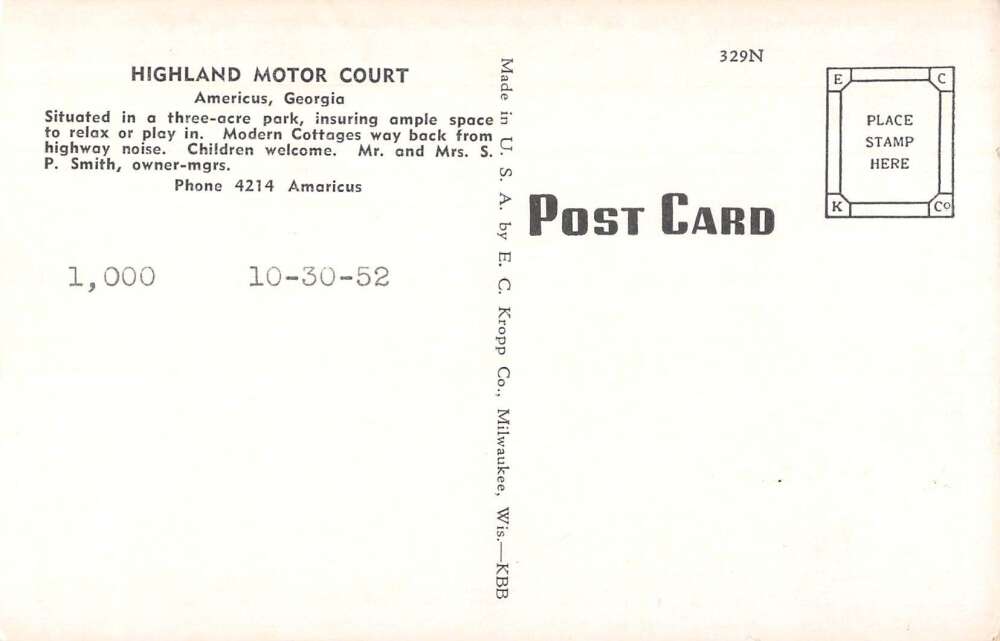 HIGHLAND MOTOR COURT
Americus, Georgia
Situated in a three-acre park, insuring ample space
to relax or play in. Modern Cottages way back from
highway noise. Children welcome. Mr. and Mrs. S.
P. Smith, owner-mgrs.
Phone 4214 Amaricus
1,000 10-30-52
Made in U. S. A. by E. C. Kropp Co., Milwaukee, Wis.—KBB
POST CARD
329N
E C
PLACE
STAMP
HERE
K Co